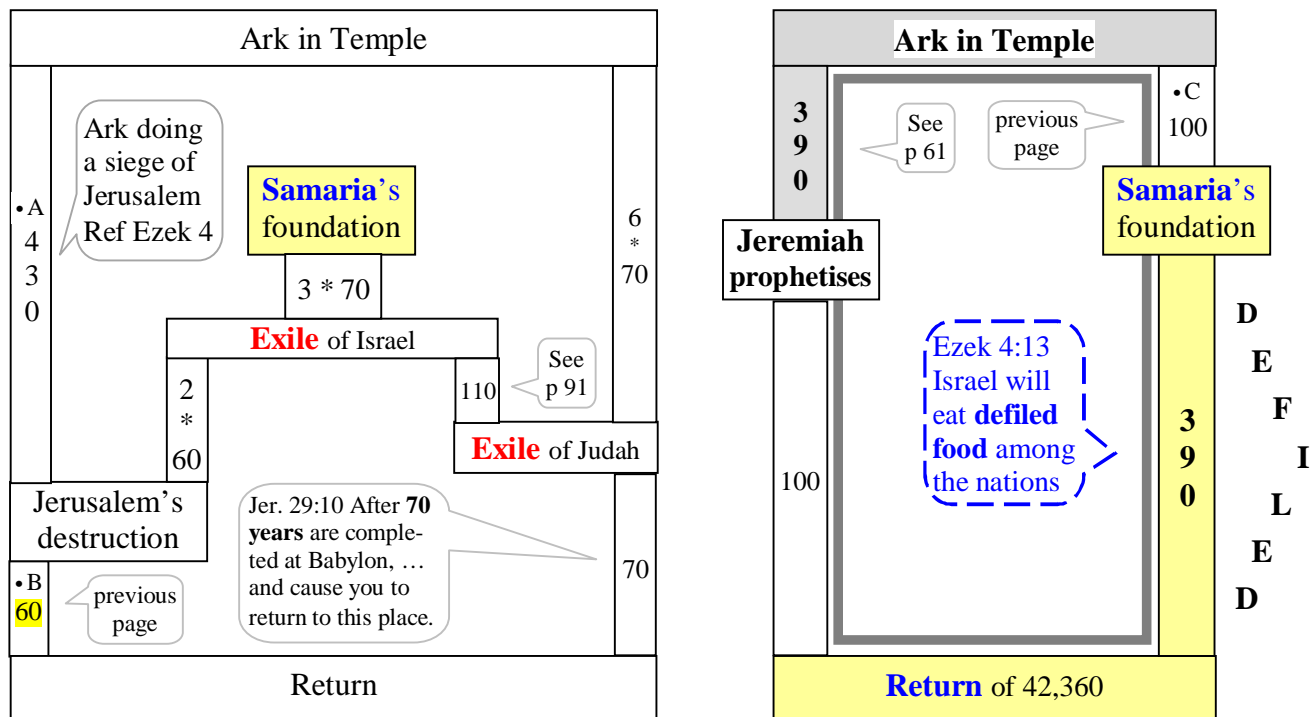 Ark in Temple
Ark doing
a siege of
Jerusalem
Ref Ezek 4
• A
4
3
0
Samaria’s
foundation
3 * 70
6
*
70
Exile of Israel
2
*
60
110
See
p 91
Exile of Judah
Jerusalem’s
destruction
Jer. 29:10 After 70
years are comple-
ted at Babylon, …
and cause you to
return to this place.
70
• B
60
previous
page
Return
Ark in Temple
3
9
0
See
p 61
previous
page
• C
100
Samaria’s
foundation
Jeremiah
prophetises
100
Ezek 4:13
Israel will
eat defiled
food among
the nations
3
9
0
D
E
F
I
L
E
D
Return of 42,360